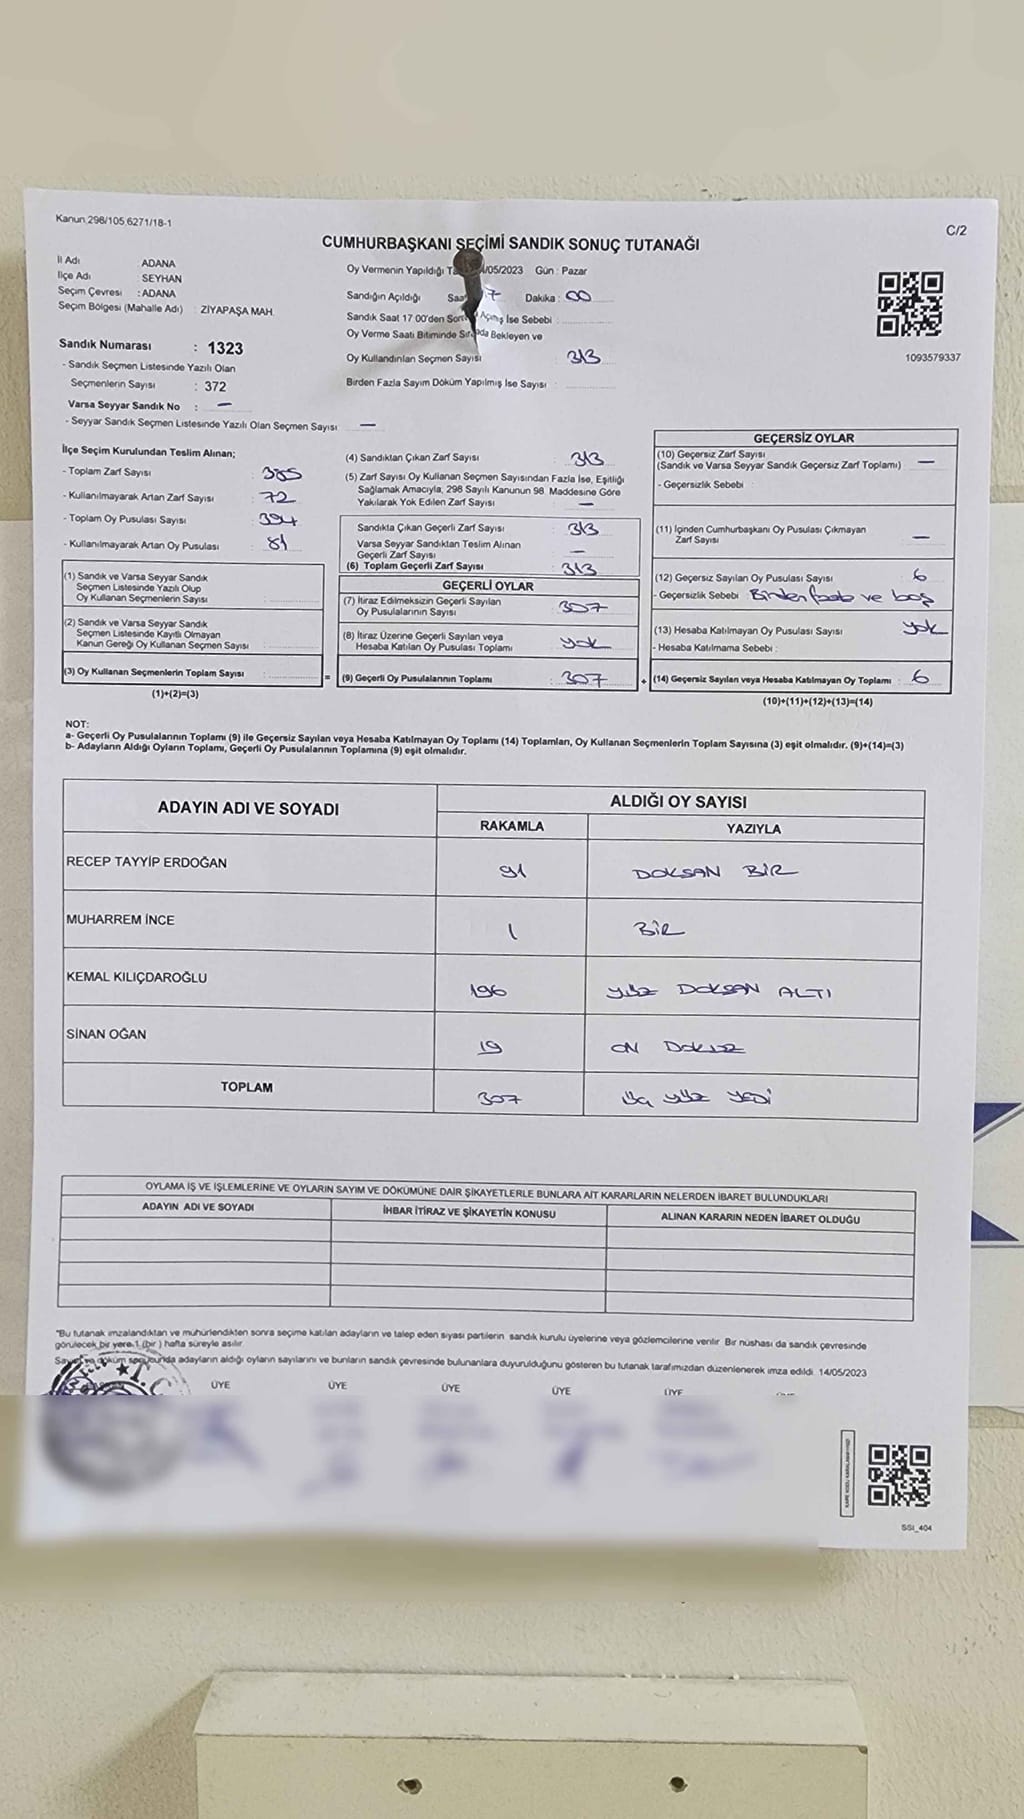 Kanun 298/105,6271/18-1
C/2
CUMHURBAŞKANI SEÇİMİ SANDIK SONUÇ TUTANAĞI
İl Adı : ADANA
İlçe Adı : SEYHAN
Seçim Çevresi : ADANA
Seçim Bölgesi (Mahalle Adı) : ZİYAPAŞA MAH.
Sandık Numarası : 1323
- Sandık Seçmen Listesinde Yazılı Olan
Seçmenlerin Sayısı : 372
Varsa Seyyar Sandık No : —
- Seyyar Sandık Seçmen Listesinde Yazılı Olan Seçmen Sayısı —
Oy Vermenin Yapıldığı /05/2023 Gün : Pazar
Sandığın Açıldığı 7 Dakika : 00
Sandık Saat 17.00'den Açmış İse Sebebi :
Oy Verme Saati Bitiminde Bekleyen ve
Oy Kullandırılan Seçmen Sayısı : 313
Birden Fazla Sayım Döküm Yapılmış İse Sayısı :
1093579337
İlçe Seçim Kurulundan Teslim Alınan;
- Toplam Zarf Sayısı : 385
- Kullanılmayarak Artan Zarf Sayısı : 72
- Toplam Oy Pusulası Sayısı : 394
- Kullanılmayarak Artan Oy Pusulası : 81
(1) Sandık ve Varsa Seyyar Sandık
Seçmen Listesinde Yazılı Olup
Oy Kullanan Seçmenlerin Sayısı :
(2) Sandık ve Varsa Seyyar Sandık
Seçmen Listesinde Kayıtlı Olmayan
Kanun Gereği Oy Kullanan Seçmen Sayısı :
(3) Oy Kullanan Seçmenlerin Toplam Sayısı :
(1)+(2)=(3)
(4) Sandıktan Çıkan Zarf Sayısı : 313
(5) Zarf Sayısı Oy Kullanan Seçmen Sayısından Fazla İse, Eşitliği
Sağlamak Amacıyla, 298 Sayılı Kanunun 98. Maddesine Göre
Yakılarak Yok Edilen Zarf Sayısı : —
Sandıkta Çıkan Geçerli Zarf Sayısı : 313
Varsa Seyyar Sandıktan Teslim Alınan
Geçerli Zarf Sayısı : —
(6) Toplam Geçerli Zarf Sayısı : 313
GEÇERLİ OYLAR
(7) İtiraz Edilmeksizin Geçerli Sayılan
Oy Pusulalarının Sayısı : 307
(8) İtiraz Üzerine Geçerli Sayılan veya
Hesaba Katılan Oy Pusulası Toplamı : yok
= (9) Geçerli Oy Pusulalarının Toplamı : 307
GEÇERSİZ OYLAR
(10) Geçersiz Zarf Sayısı
(Sandık ve Varsa Seyyar Sandık Geçersiz Zarf Toplamı) : —
- Geçersizlik Sebebi :
(11) İçinden Cumhurbaşkanı Oy Pusulası Çıkmayan
Zarf Sayısı : —
(12) Geçersiz Sayılan Oy Pusulası Sayısı : 6
- Geçersizlik Sebebi : Birden fazla ve boş
(13) Hesaba Katılmayan Oy Pusulası Sayısı : yok
- Hesaba Katılmama Sebebi :
+ (14) Geçersiz Sayılan veya Hesaba Katılmayan Oy Toplamı : 6
(10)+(11)+(12)+(13)=(14)
NOT:
a- Geçerli Oy Pusulalarının Toplamı (9) ile Geçersiz Sayılan veya Hesaba Katılmayan Oy Toplamı (14) Toplamları, Oy Kullanan Seçmenlerin Toplam Sayısına (3) eşit olmalıdır. (9)+(14)=(3)
b- Adayların Aldığı Oyların Toplamı, Geçerli Oy Pusulalarının Toplamına (9) eşit olmalıdır.
ADAYIN ADI VE SOYADI
ALDIĞI OY SAYISI
RAKAMLA YAZIYLA
RECEP TAYYİP ERDOĞAN 91 DOKSAN BİR
MUHARREM İNCE 1 BİR
KEMAL KILIÇDAROĞLU 196 YÜZ DOKSAN ALTI
SİNAN OĞAN 19 ON DOKUZ
TOPLAM 307 ÜÇ YÜZ YEDİ
OYLAMA İŞ VE İŞLEMLERİNE VE OYLARIN SAYIM VE DÖKÜMÜNE DAİR ŞİKAYETLERLE BUNLARA AİT KARARLARIN NELERDEN İBARET BULUNDUKLARI
ADAYIN ADI VE SOYADI İHBAR İTİRAZ VE ŞİKAYETİN KONUSU ALINAN KARARIN NEDEN İBARET OLDUĞU
"Bu tutanak imzalandıktan ve mühürlendikten sonra seçime katılan adayların ve talep eden siyasi partilerin sandık kurulu üyelerine veya gözlemcilerine verilir. Bir nüshası da sandık çevresinde
görülecek bir yere 1 (bir) hafta süreyle asılır.
Sayım ve döküm sonucunda adayların aldığı oyların sayılarını ve bunların sandık çevresinde bulunanlara duyurulduğunu gösteren bu tutanak tarafımızdan düzenlenerek imza edildi. 14/05/2023
T.C.
ÜYE ÜYE ÜYE ÜYE ÜYE
SSI_404